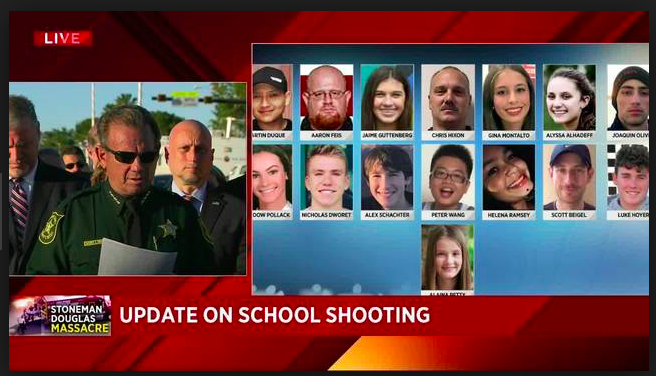 LIVE
ARTIN DUQUE
AARON FEIS
JAIME GUTTENBERG
CHRIS HIXON
GINA MONTALTO
ALYSSA ALHADEFF
JOAQUIN OLIV
DOW POLLACK
NICHOLAS DWORET
ALEX SCHACHTER
PETER WANG
HELENA RAMSEY
SCOTT BEIGEL
LUKE HOYER
ALAINA PETTY
STONEMAN
DOUGLAS
MASSACRE
UPDATE ON SCHOOL SHOOTING